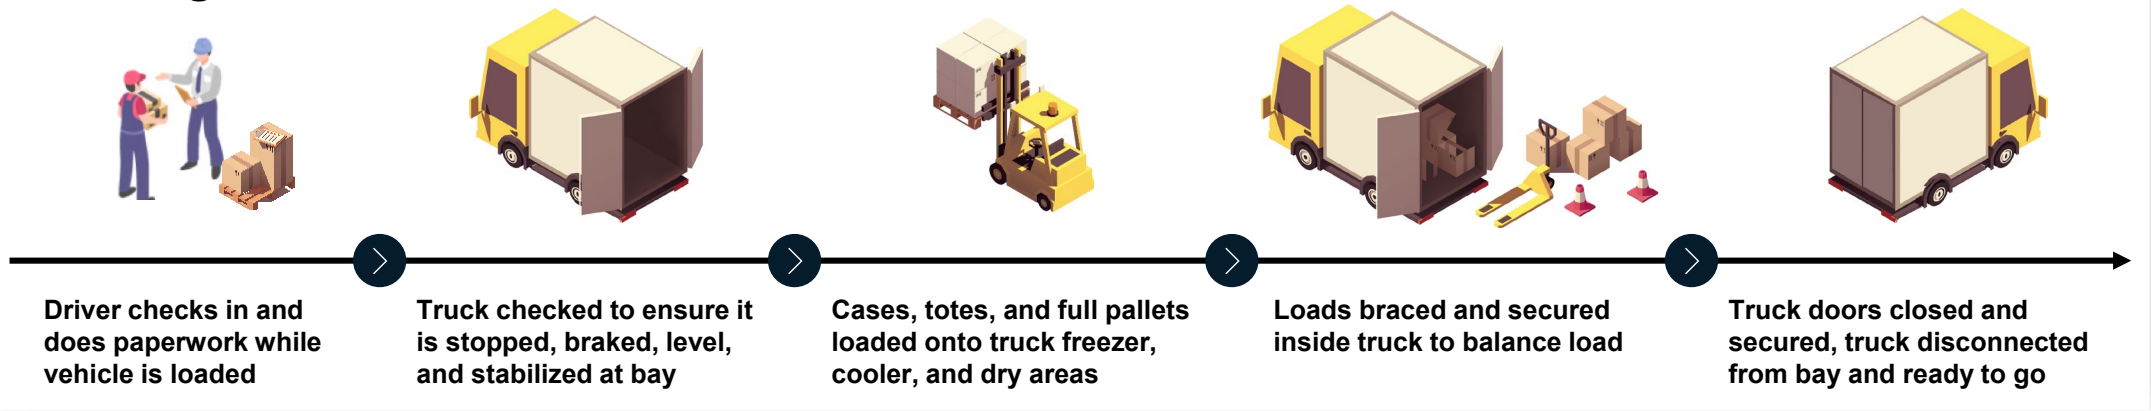 Driver checks in and
does paperwork while
vehicle is loaded
Truck checked to ensure it
is stopped, braked, level,
and stabilized at bay
Cases, totes, and full pallets
loaded onto truck freezer,
cooler, and dry areas
Loads braced and secured
inside truck to balance load
Truck doors closed and
secured, truck disconnected
from bay and ready to go